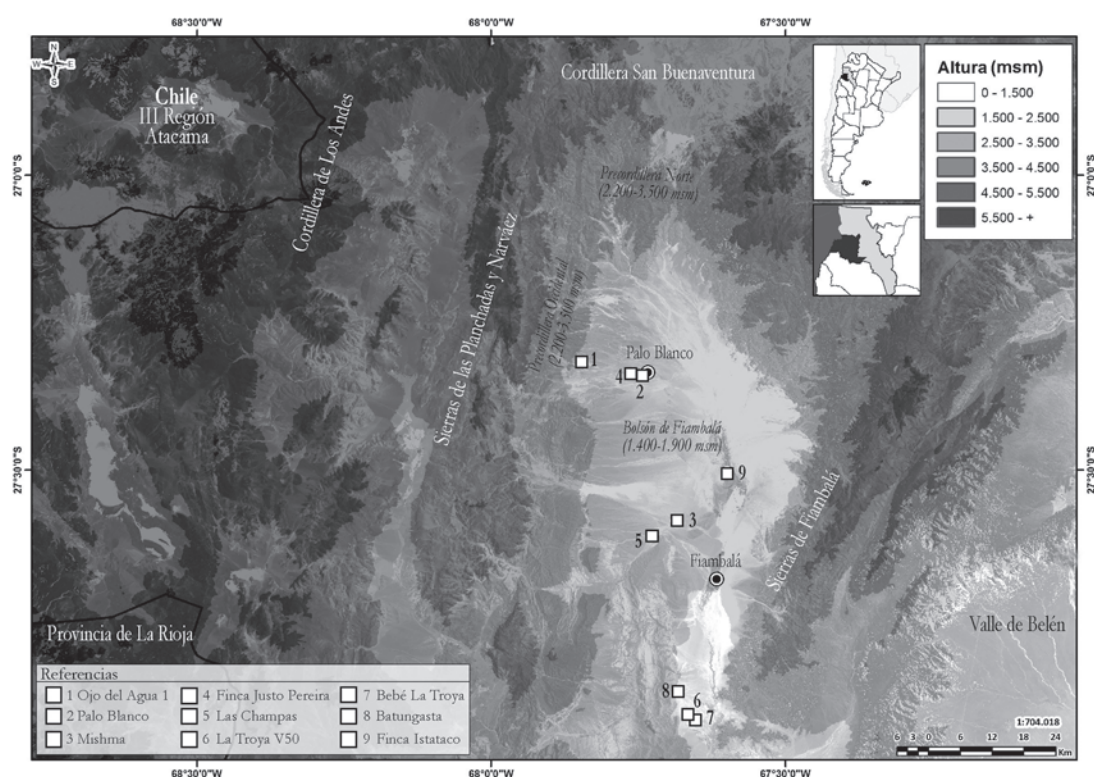 68°30'0"W
68°0'0"W
67°30'0"W
N
W
E
S
Chile
III Región
Atacama
Cordillera de Los Andes
Cordillera San Buenaventura
Precordillera Norte
(2.200-3.500 msm)
Altura (msm)
0 - 1.500
1.500 - 2.500
2.500 - 3.500
3.500 - 4.500
4.500 - 5.500
5.500 - +
27°0'0"S
27°0'0"S
Sierras de las Planchadas y Narváez
Precordillera Occidental
(2.200-3.500 msm)
1
Palo Blanco
4
2
Bolsón de Fiambalá
(1.400-1.900 msm)
27°30'0"S
27°30'0"S
9
3
5
Sierras de Fiambalá
Fiambalá
Provincia de La Rioja
Valle de Belén
8
6
7
Referencias
1 Ojo del Agua 1
4 Finca Justo Pereira
7 Bebé La Troya
2 Palo Blanco
5 Las Champas
8 Batungasta
3 Mishma
6 La Troya V50
9 Finca Istataco
1:704.018
6 3 0 6 12 18 24
Km
68°30'0"W
68°0'0"W
67°30'0"W